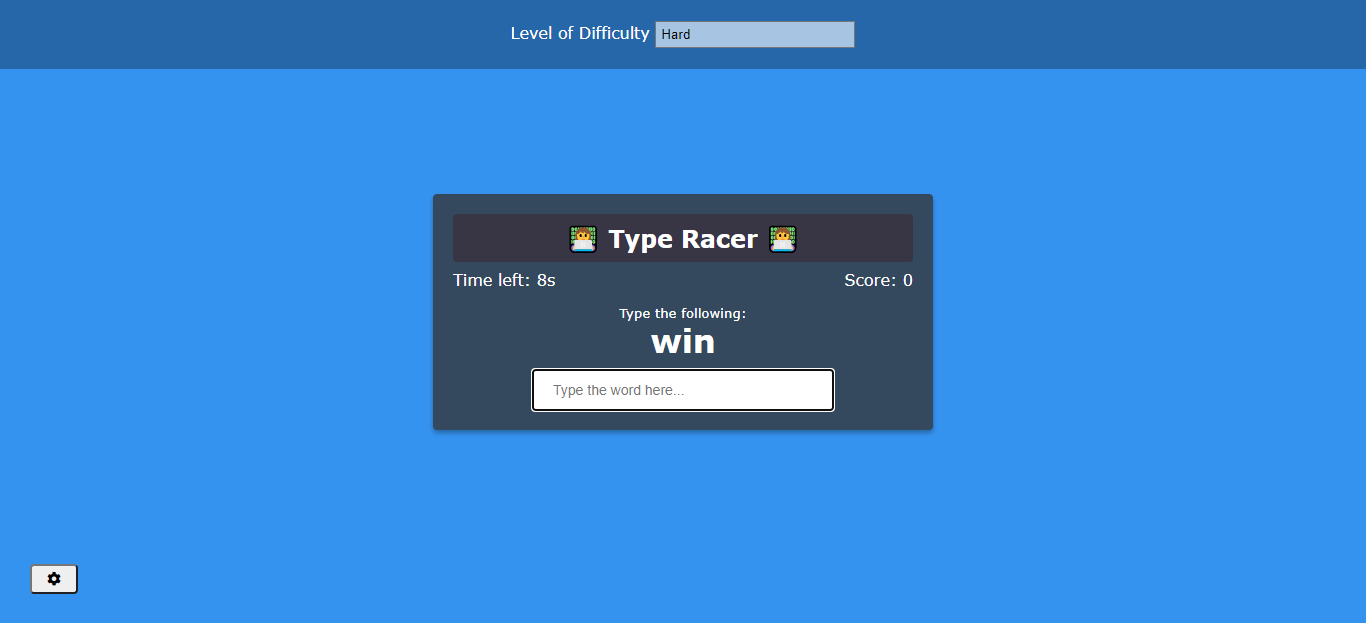 Level of Difficulty Hard
Type Racer
Time left: 8s Score: 0
Type the following:
win
Type the word here...